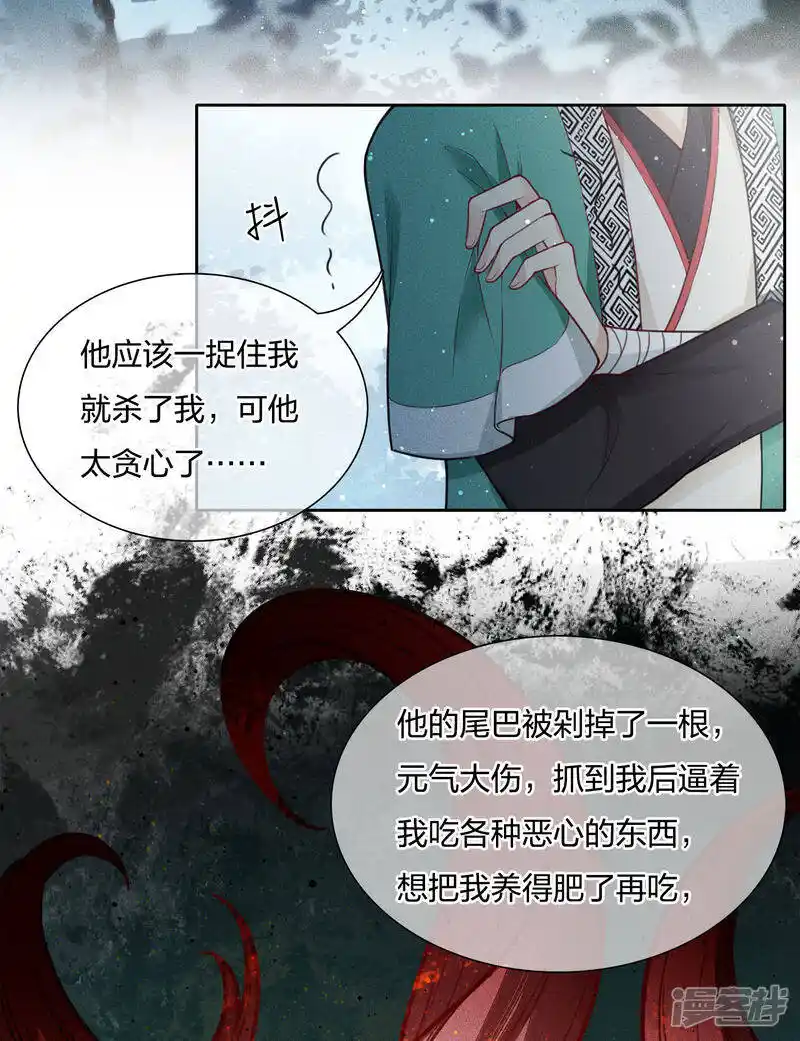 抖
他应该一捉住我
就杀了我，可他
太贪心了……
他的尾巴被剁掉了一根，
元气大伤，抓到我后逼着
我吃各种恶心的东西，
想把我养得肥了再吃，
漫客栈